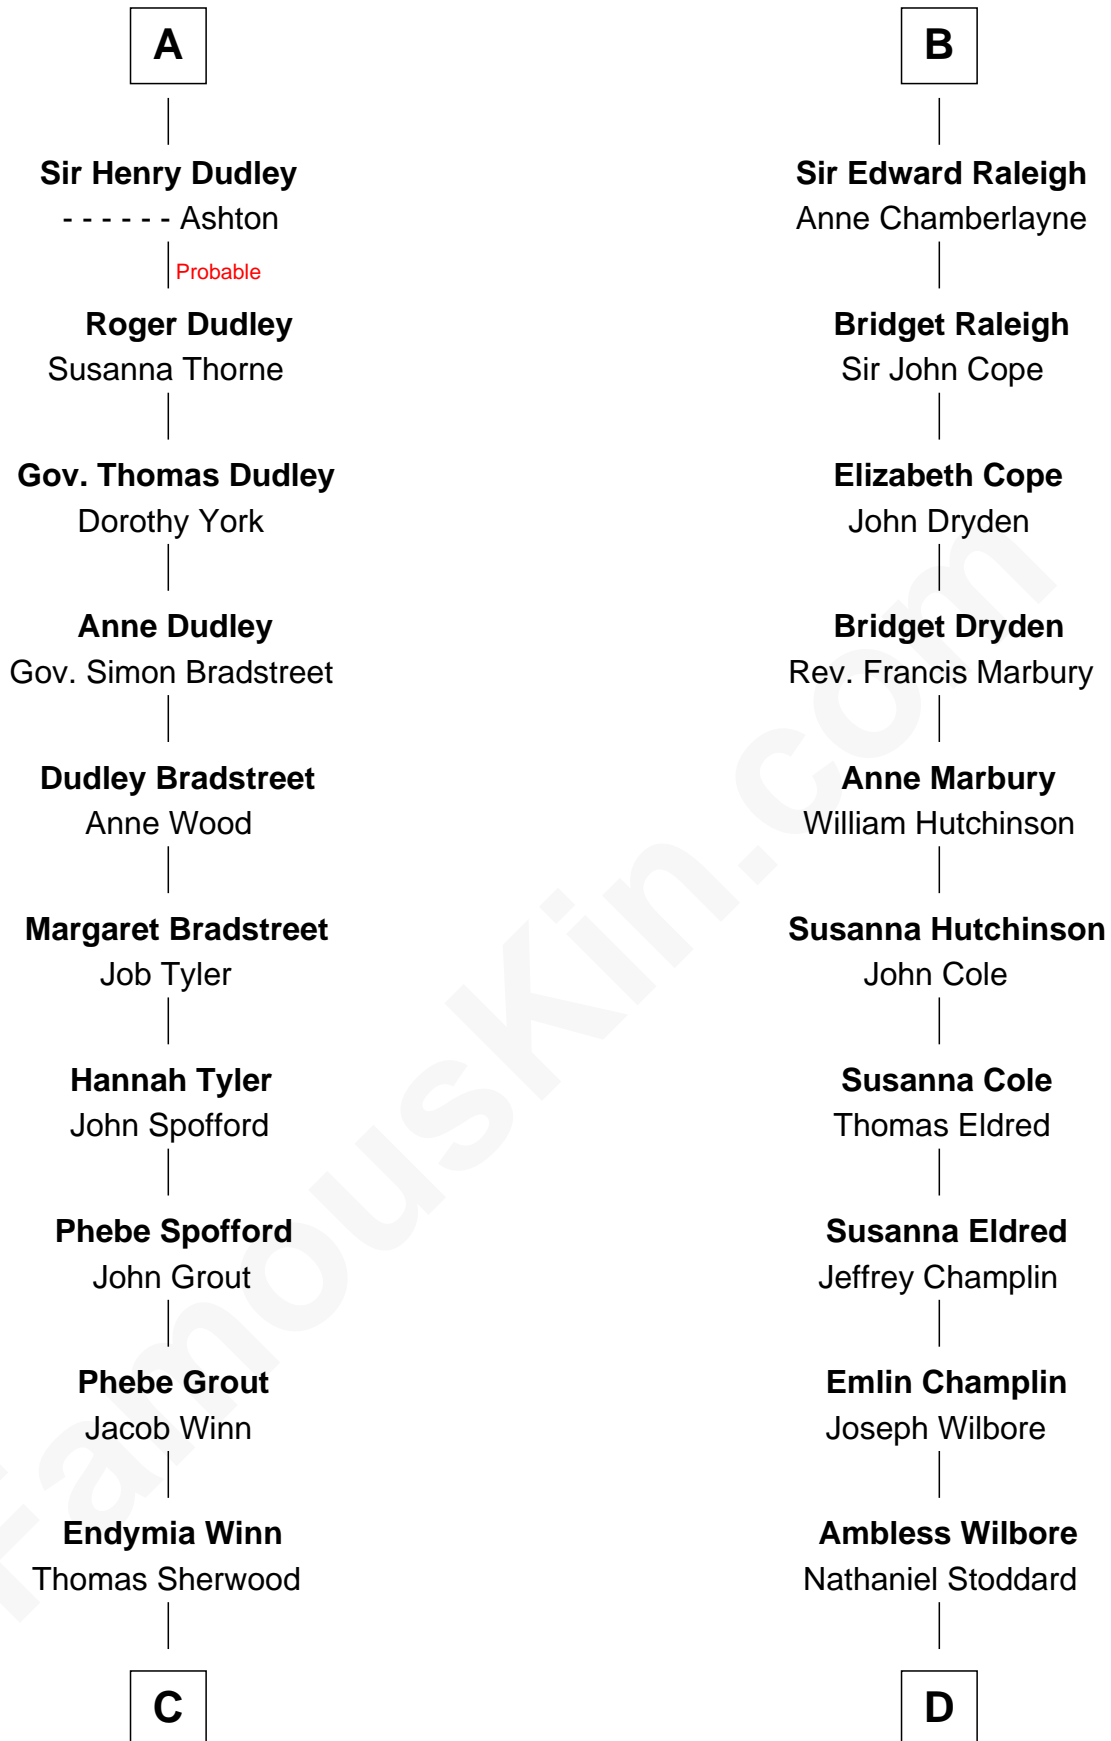 A
Sir Henry Dudley
- - - - - - Ashton
Probable
Roger Dudley
Susanna Thorne
Gov. Thomas Dudley
Dorothy York
Anne Dudley
Gov. Simon Bradstreet
Dudley Bradstreet
Anne Wood
Margaret Bradstreet
Job Tyler
Hannah Tyler
John Spofford
Phebe Spofford
John Grout
Phebe Grout
Jacob Winn
Endymia Winn
Thomas Sherwood
C
B
Sir Edward Raleigh
Anne Chamberlayne
Bridget Raleigh
Sir John Cope
Elizabeth Cope
John Dryden
Bridget Dryden
Rev. Francis Marbury
Anne Marbury
William Hutchinson
Susanna Hutchinson
John Cole
Susanna Cole
Thomas Eldred
Susanna Eldred
Jeffrey Champlin
Emlin Champlin
Joseph Wilbore
Ambless Wilbore
Nathaniel Stoddard
D
FamousKin.com